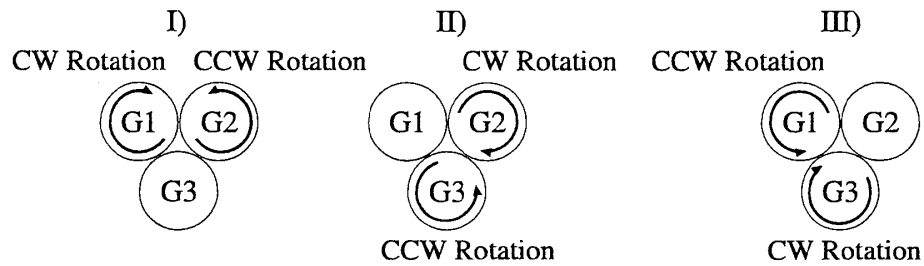 I)
CW Rotation CCW Rotation
G1 G2
G3
II)
CW Rotation
G1 G2
G3
CCW Rotation
III)
CCW Rotation
G1 G2
G3
CW Rotation